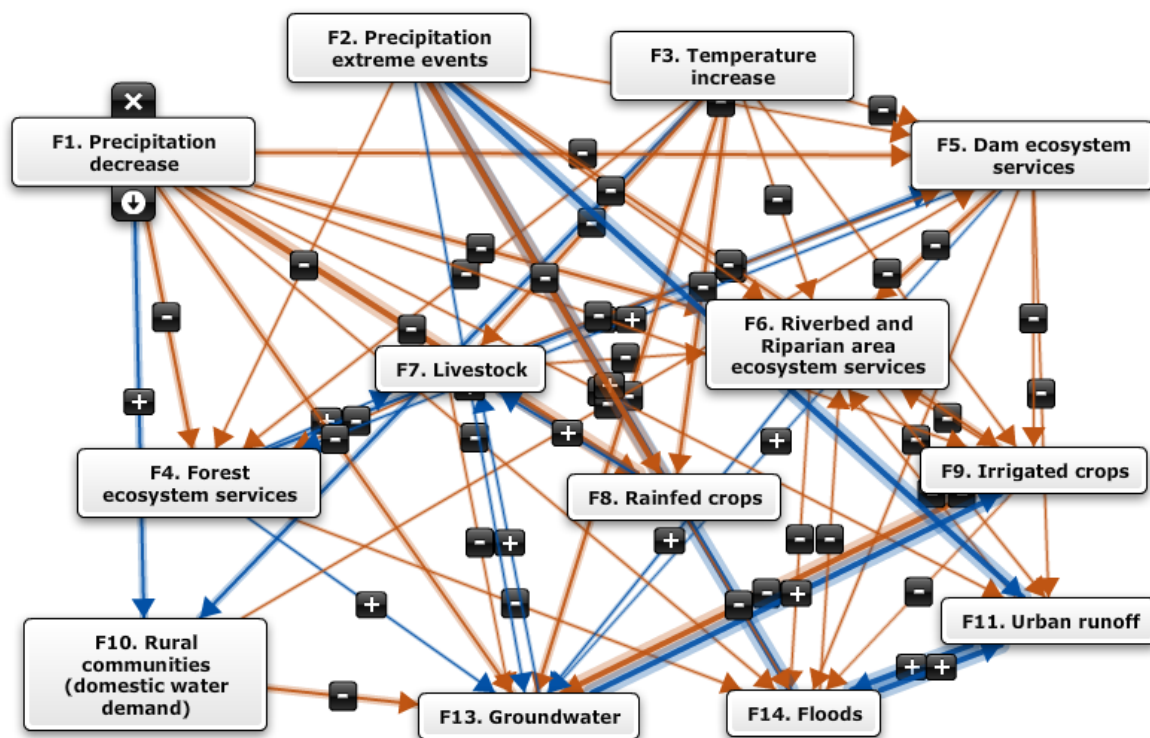 F2. Precipitation
extreme events
F3. Temperature
increase
F1. Precipitation
decrease
F5. Dam ecosystem
services
F6. Riverbed and
Riparian area
ecosystem services
F7. Livestock
F4. Forest
ecosystem services
F8. Rainfed crops
F9. Irrigated crops
F10. Rural
communities
(domestic water
demand)
F11. Urban runoff
F13. Groundwater
F14. Floods